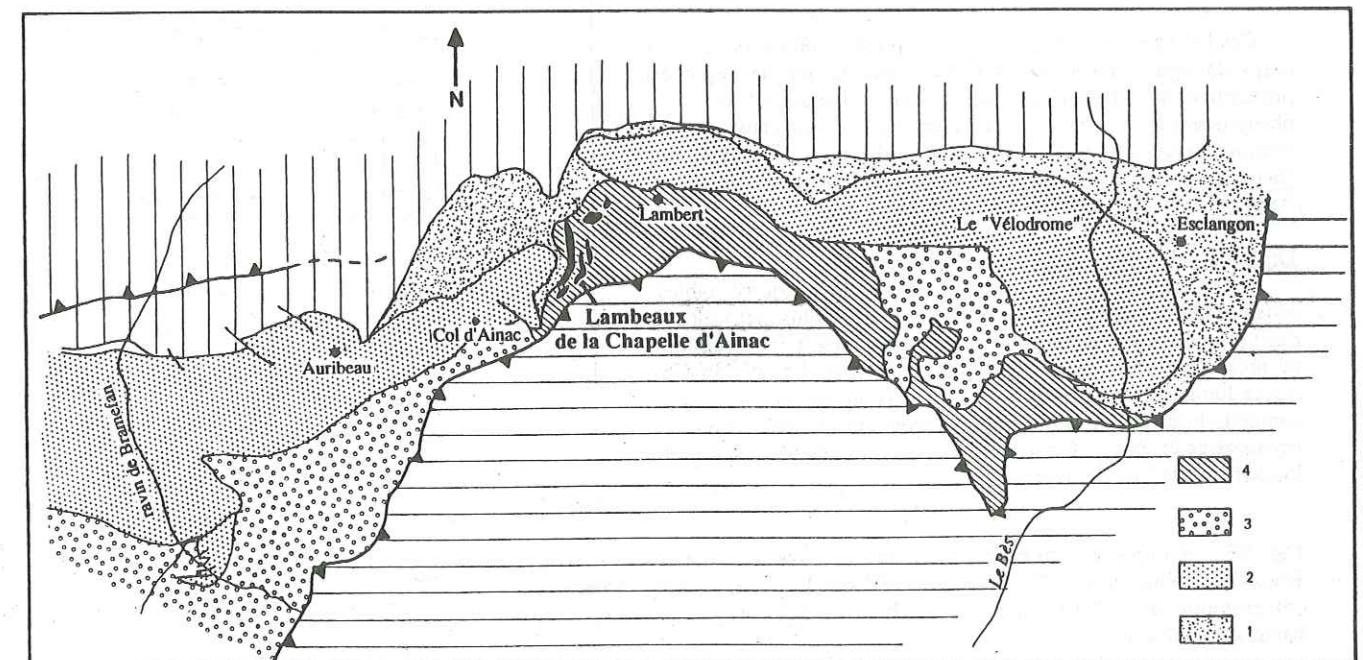 N
Lambert
Le "Vélodrome"
Esclangon
Lambeaux
de la Chapelle d'Ainac
Col d'Ainac
Auribeau
ravin de Bramefan
Le Bès
4
3
2
1